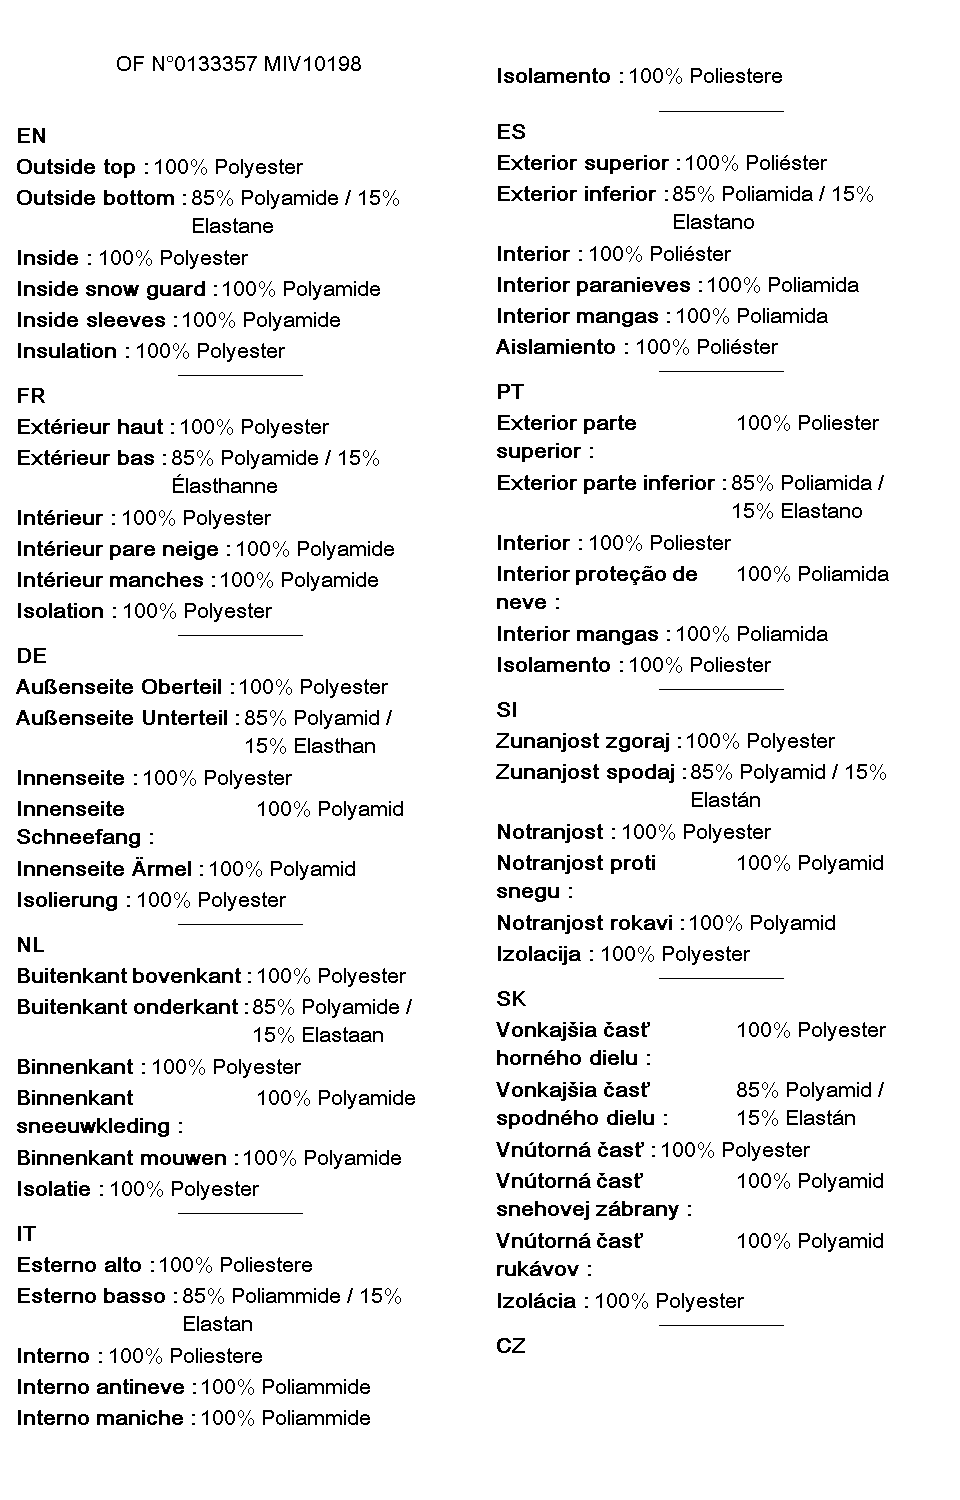 OF N°0133357 MIV10198
EN
Outside top : 100% Polyester
Outside bottom : 85% Polyamide / 15%
Elastane
Inside : 100% Polyester
Inside snow guard : 100% Polyamide
Inside sleeves : 100% Polyamide
Insulation : 100% Polyester
FR
Extérieur haut : 100% Polyester
Extérieur bas : 85% Polyamide / 15%
Élasthanne
Intérieur : 100% Polyester
Intérieur pare neige : 100% Polyamide
Intérieur manches : 100% Polyamide
Isolation : 100% Polyester
DE
Außenseite Oberteil : 100% Polyester
Außenseite Unterteil : 85% Polyamid /
15% Elasthan
Innenseite : 100% Polyester
Innenseite 100% Polyamid
Schneefang :
Innenseite Ärmel : 100% Polyamid
Isolierung : 100% Polyester
NL
Buitenkant bovenkant : 100% Polyester
Buitenkant onderkant : 85% Polyamide /
15% Elastaan
Binnenkant : 100% Polyester
Binnenkant 100% Polyamide
sneeuwkleding :
Binnenkant mouwen : 100% Polyamide
Isolatie : 100% Polyester
IT
Esterno alto : 100% Poliestere
Esterno basso : 85% Poliammide / 15%
Elastan
Interno : 100% Poliestere
Interno antineve : 100% Poliammide
Interno maniche : 100% Poliammide
Isolamento : 100% Poliestere
ES
Exterior superior : 100% Poliéster
Exterior inferior : 85% Poliamida / 15%
Elastano
Interior : 100% Poliéster
Interior paranieves : 100% Poliamida
Interior mangas : 100% Poliamida
Aislamiento : 100% Poliéster
PT
Exterior parte 100% Poliester
superior :
Exterior parte inferior : 85% Poliamida /
15% Elastano
Interior : 100% Poliester
Interior proteção de 100% Poliamida
neve :
Interior mangas : 100% Poliamida
Isolamento : 100% Poliester
SI
Zunanjost zgoraj : 100% Polyester
Zunanjost spodaj : 85% Polyamid / 15%
Elastán
Notranjost : 100% Polyester
Notranjost proti 100% Polyamid
snegu :
Notranjost rokavi : 100% Polyamid
Izolacija : 100% Polyester
SK
Vonkajšia časť 100% Polyester
horného dielu :
Vonkajšia časť 85% Polyamid /
spodného dielu : 15% Elastán
Vnútorná časť : 100% Polyester
Vnútorná časť 100% Polyamid
snehovej zábrany :
Vnútorná časť 100% Polyamid
rukávov :
Izolácia : 100% Polyester
CZ